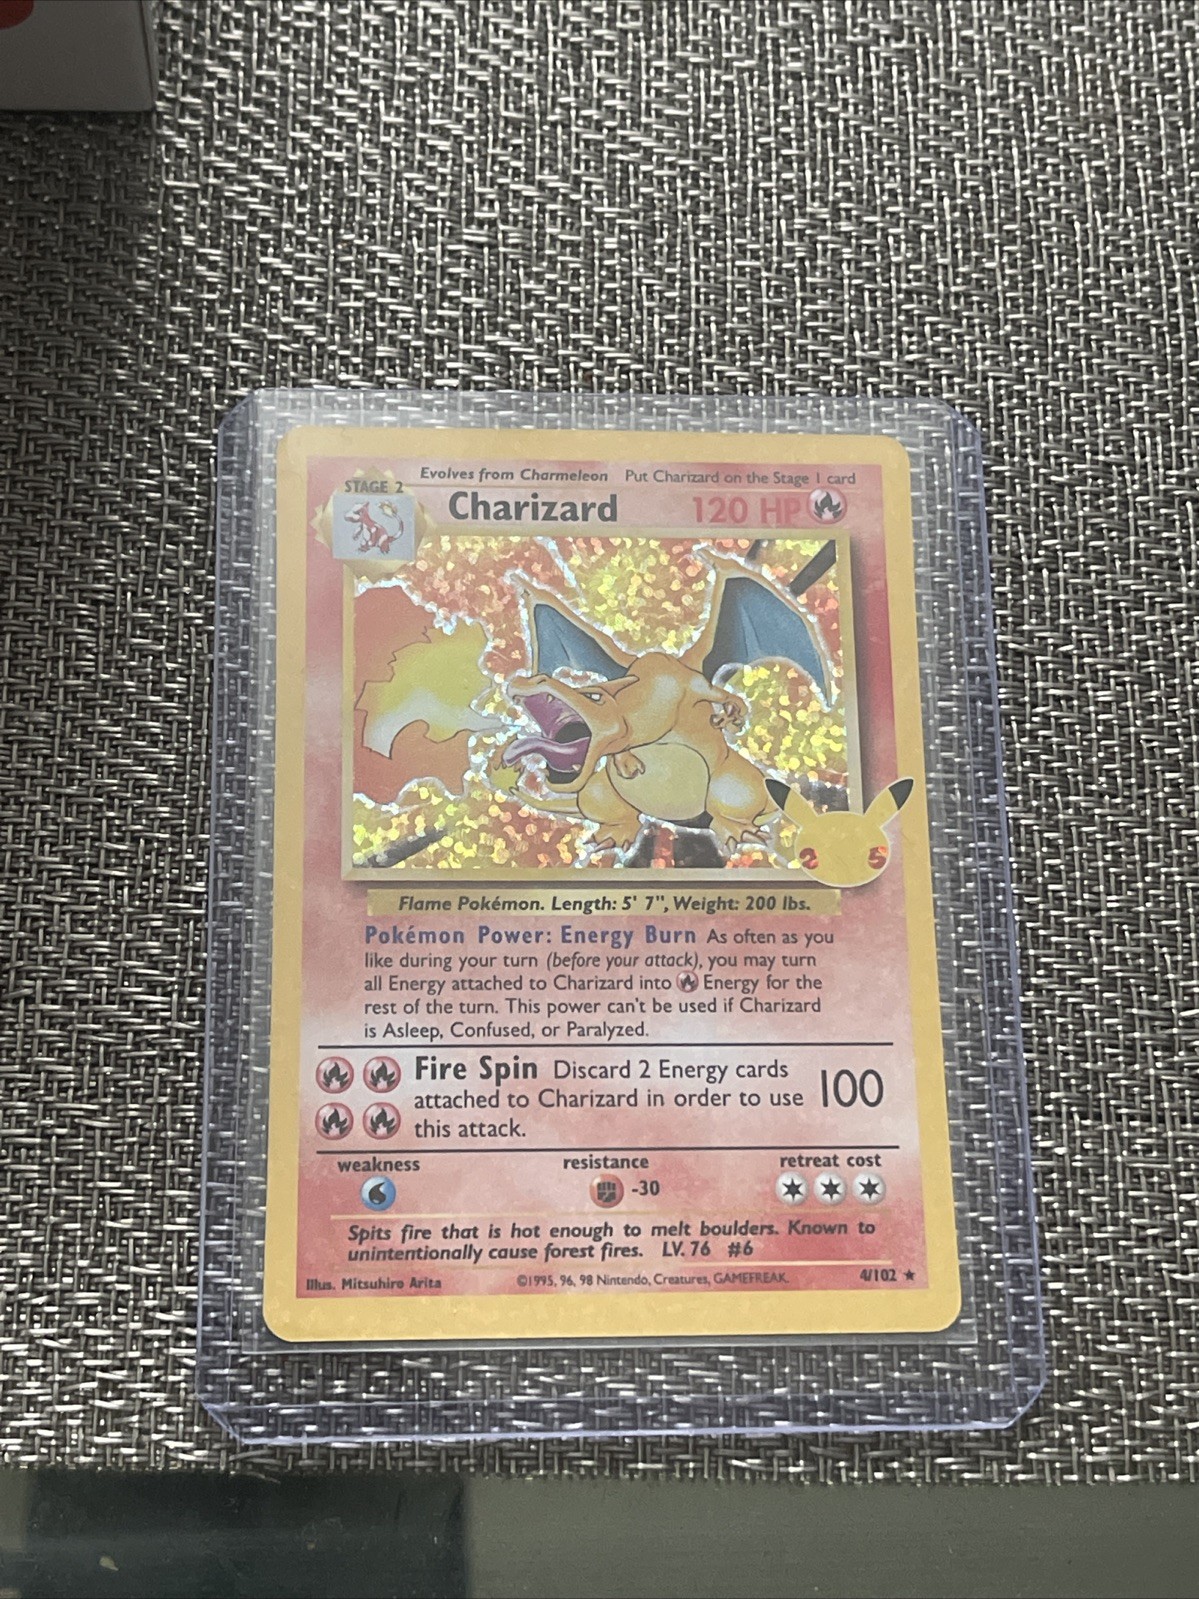 Evolves from Charmeleon Put Charizard on the Stage 1 card
STAGE 2
Charizard 120 HP
2 5
Flame Pokémon. Length: 5' 7", Weight: 200 lbs.
Pokémon Power: Energy Burn As often as you
like during your turn (before your attack), you may turn
all Energy attached to Charizard into Energy for the
rest of the turn. This power can't be used if Charizard
is Asleep, Confused, or Paralyzed.
Fire Spin Discard 2 Energy cards
attached to Charizard in order to use 100
this attack.
weakness resistance retreat cost
-30
Spits fire that is hot enough to melt boulders. Known to
unintentionally cause forest fires. LV. 76 #6
Illus. Mitsuhiro Arita ©1995, 96, 98 Nintendo, Creatures, GAMEFREAK. 4/102 ★